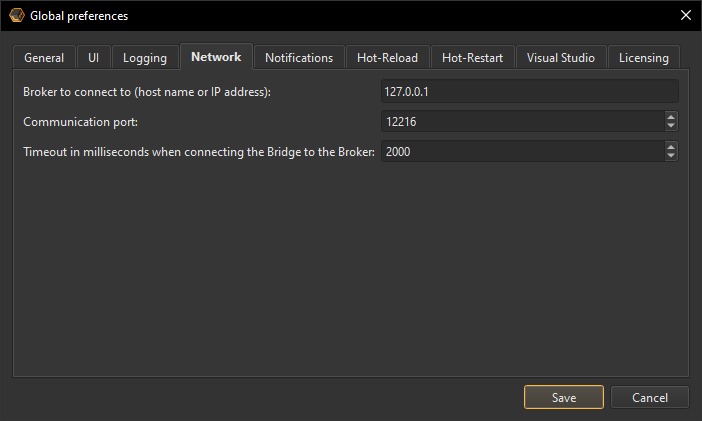 Global preferences
General UI Logging Network Notifications Hot-Reload Hot-Restart Visual Studio Licensing
Broker to connect to (host name or IP address): 127.0.0.1
Communication port: 12216
Timeout in milliseconds when connecting the Bridge to the Broker: 2000
Save Cancel